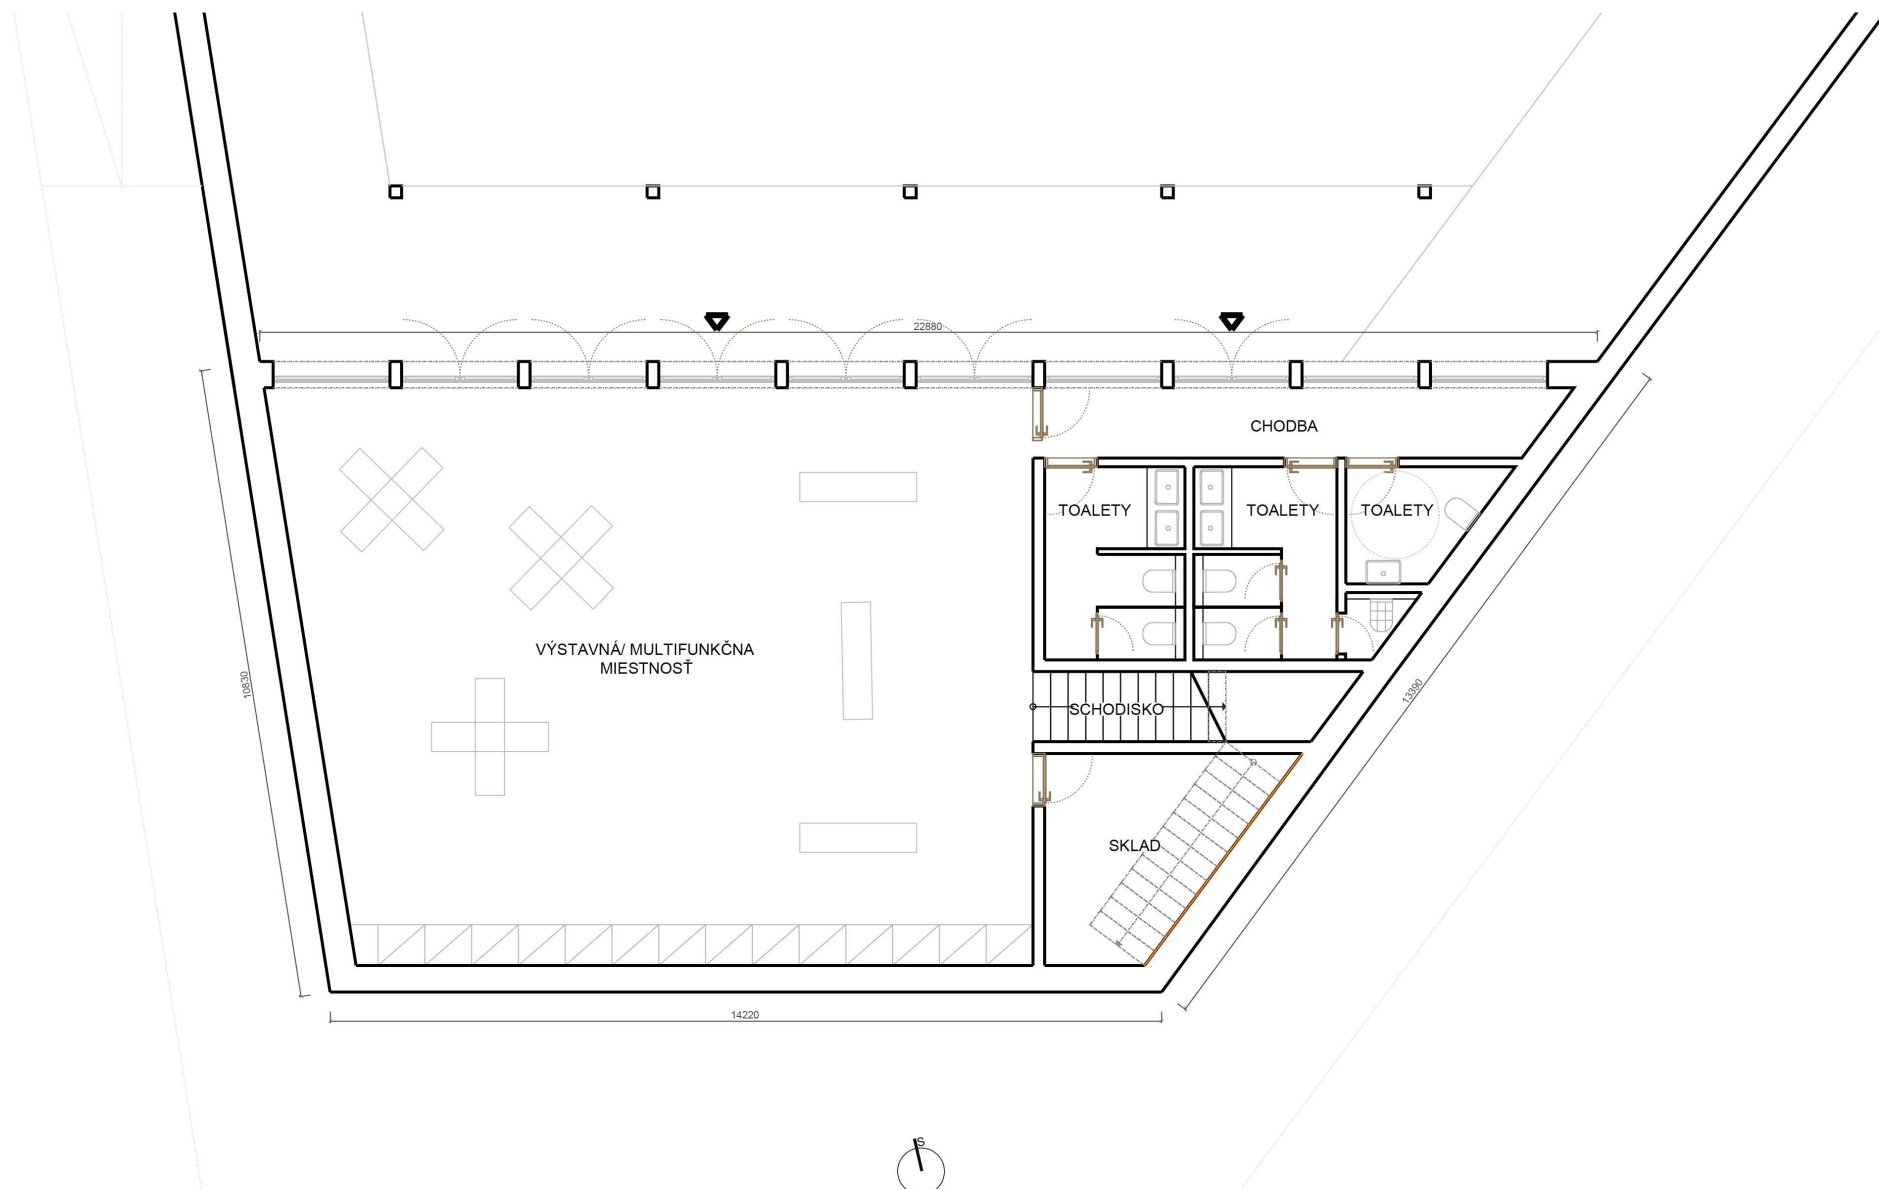 22880
CHODBA
TOALETY
TOALETY
TOALETY
VÝSTAVNÁ/ MULTIFUNKČNA
MIESTNOSŤ
10830
13390
SCHODISKO
SKLAD
14220
S